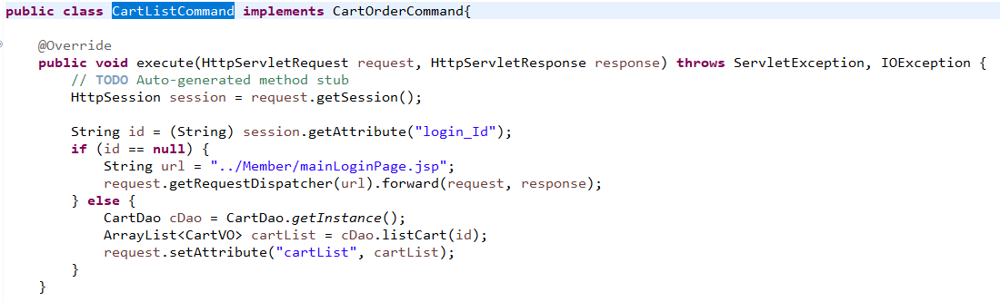 public class CartListCommand implements CartOrderCommand{
@Override
public void execute(HttpServletRequest request, HttpServletResponse response) throws ServletException, IOException {
// TODO Auto-generated method stub
HttpSession session = request.getSession();
String id = (String) session.getAttribute("login_Id");
if (id == null) {
String url = "../Member/mainLoginPage.jsp";
request.getRequestDispatcher(url).forward(request, response);
} else {
CartDao cDao = CartDao.getInstance();
ArrayList<CartVO> cartList = cDao.listCart(id);
request.setAttribute("cartList", cartList);
}
}